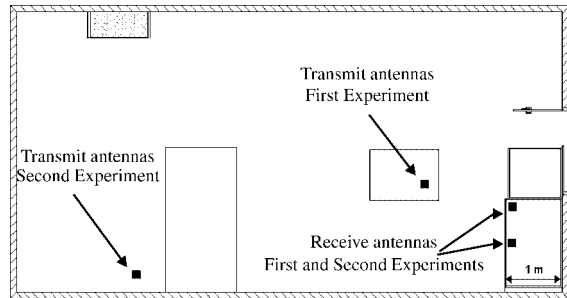 Transmit antennas
First Experiment
Transmit antennas
Second Experiment
Receive antennas
First and Second Experiments
1 m